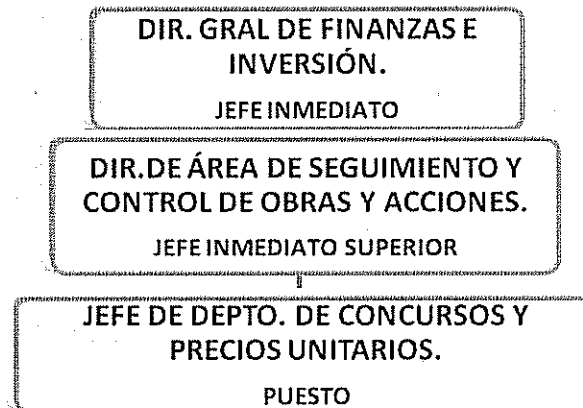 DIR. GRAL DE FINANZAS E
INVERSIÓN.
JEFE INMEDIATO
DIR.DE ÁREA DE SEGUIMIENTO Y
CONTROL DE OBRAS Y ACCIONES.
JEFE INMEDIATO SUPERIOR
JEFE DE DEPTO. DE CONCURSOS Y
PRECIOS UNITARIOS.
PUESTO